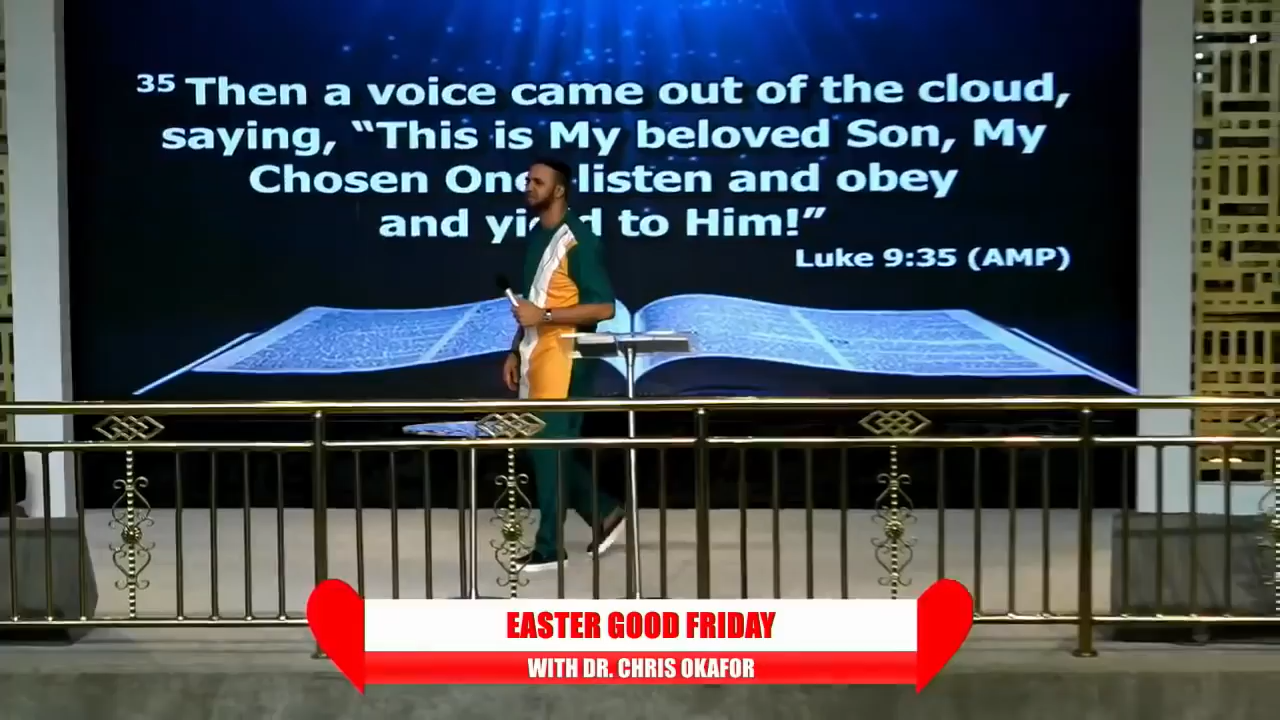 35 Then a voice came out of the cloud,
saying, “This is My beloved Son, My
Chosen One listen and obey
and to Him!”
Luke 9:35 (AMP)
EASTER GOOD FRIDAY
WITH DR. CHRIS OKAFOR